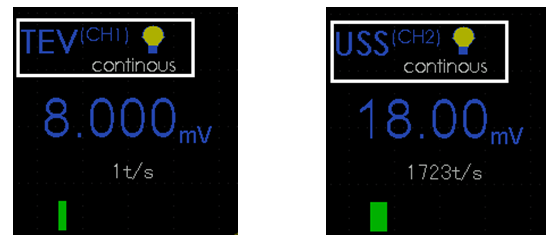 TEV(CH1)
continous
8.000mV
1t/s
USS(CH2)
continous
18.00mV
1723t/s